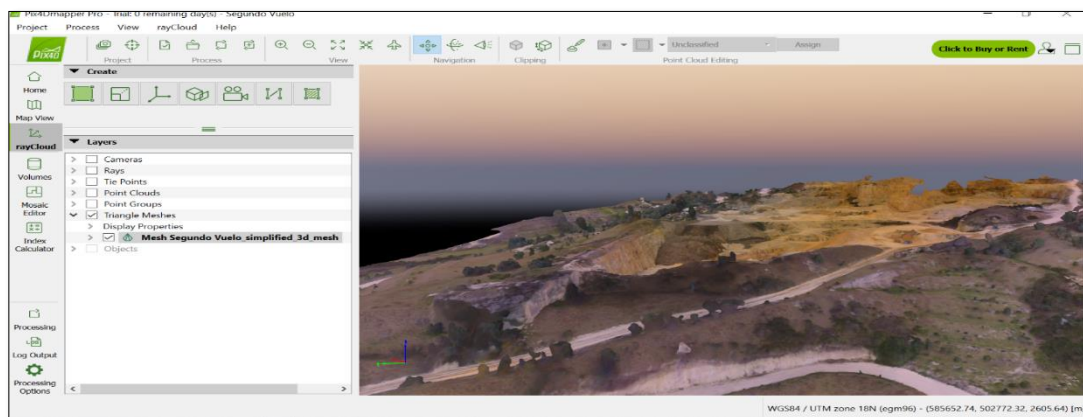 Pix4Dmapper Pro - Trial: 0 remaining day(s) - Segundo Vuelo
Project Process View rayCloud Help
PIX4D
Project
Process
View
Navigation
Clipping
Unclassified
Assign
Point Cloud Editing
Click to Buy or Rent
Home
Map View
rayCloud
Volumes
Mosaic
Editor
Index
Calculator
Processing
Log Output
Processing
Options
Create
Layers
Cameras
Rays
Tie Points
Point Clouds
Point Groups
Triangle Meshes
Display Properties
Mesh Segundo Vuelo_simplified_3d_mesh
Objects
WGS84 / UTM zone 18N (egm96) - (585652.74, 502772.32, 2605.64) [m